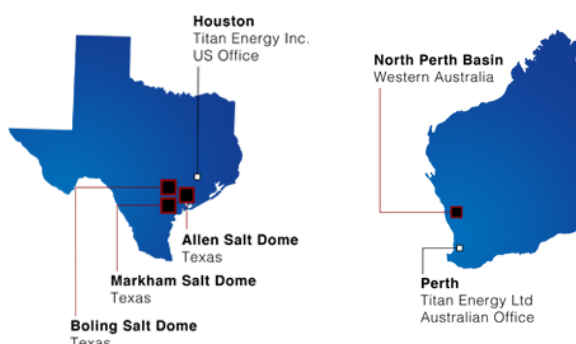 Houston
Titan Energy Inc.
US Office
North Perth Basin
Western Australia
Allen Salt Dome
Texas
Markham Salt Dome
Texas
Boling Salt Dome
Texas
Perth
Titan Energy Ltd
Australian Office